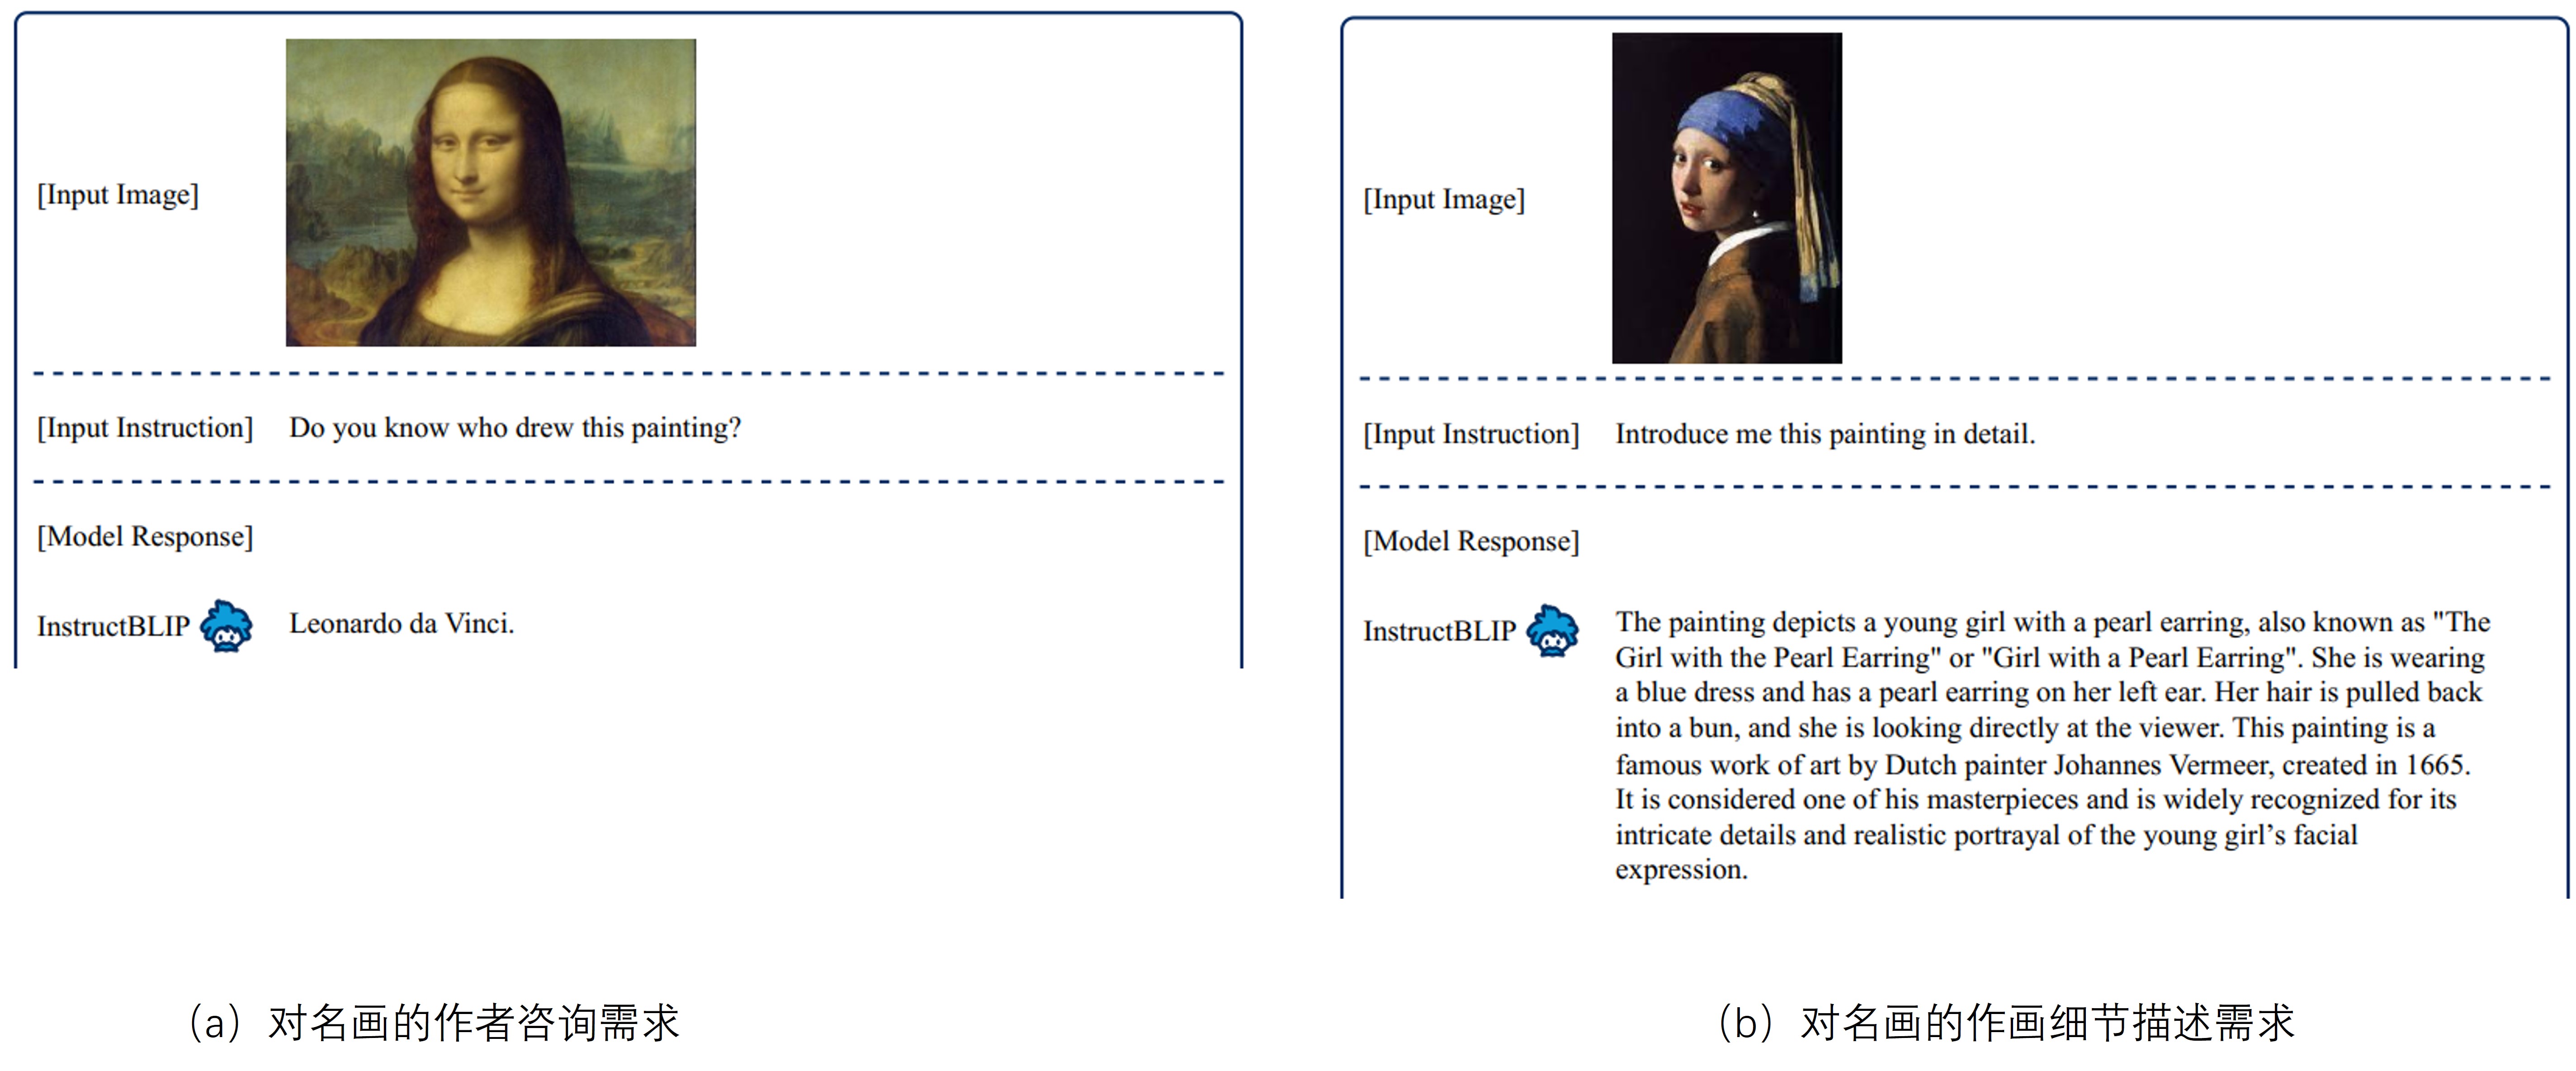 [Input Image]
[Input Instruction] Do you know who drew this painting?
[Model Response]
InstructBLIP Leonardo da Vinci.
(a) 对名画的作者咨询需求
[Input Image]
[Input Instruction] Introduce me this painting in detail.
[Model Response]
InstructBLIP The painting depicts a young girl with a pearl earring, also known as "The
Girl with the Pearl Earring" or "Girl with a Pearl Earring". She is wearing
a blue dress and has a pearl earring on her left ear. Her hair is pulled back
into a bun, and she is looking directly at the viewer. This painting is a
famous work of art by Dutch painter Johannes Vermeer, created in 1665.
It is considered one of his masterpieces and is widely recognized for its
intricate details and realistic portrayal of the young girl’s facial
expression.
(b) 对名画的作画细节描述需求